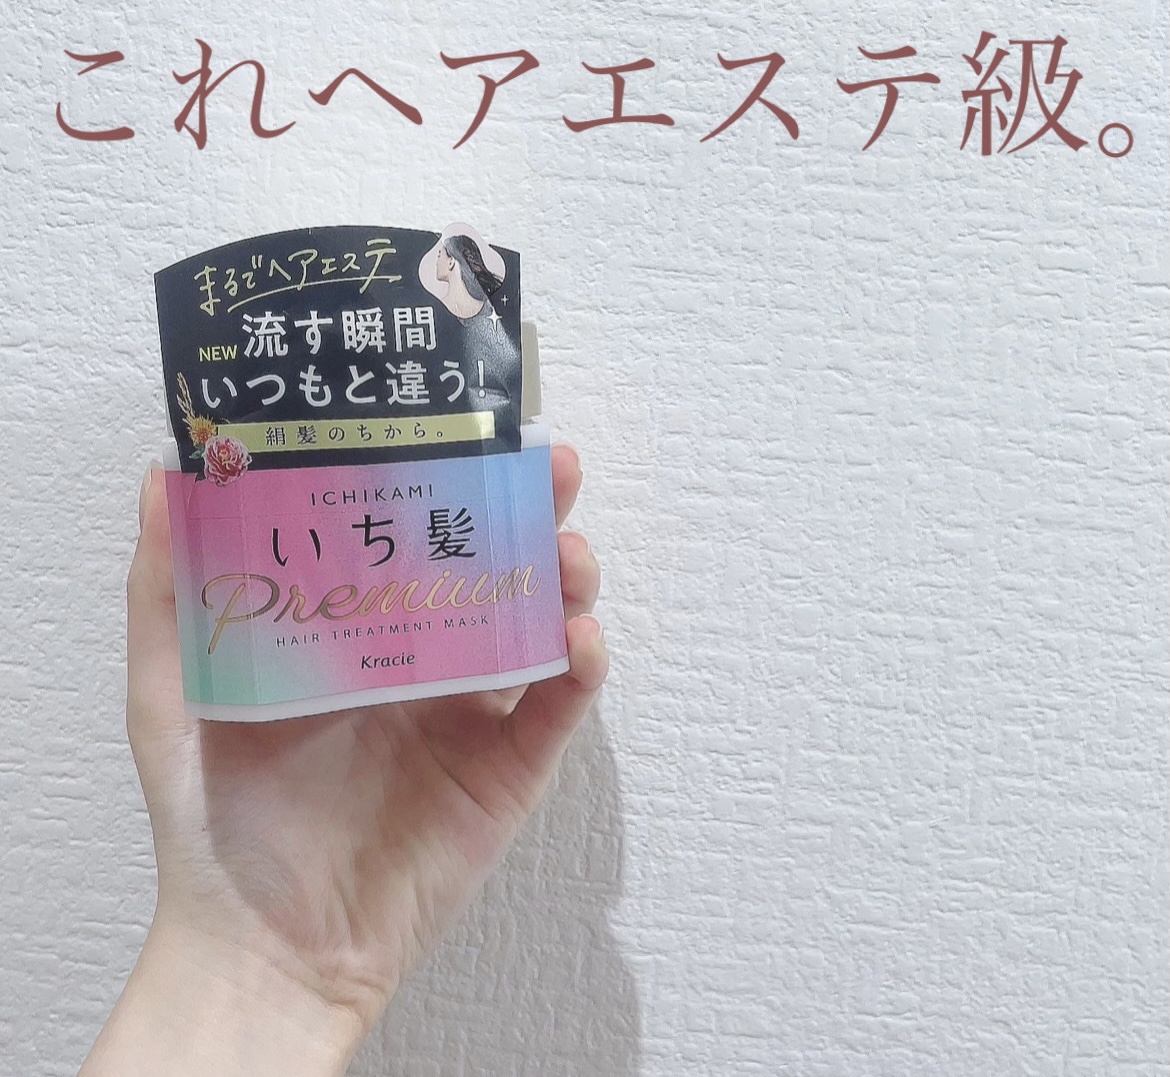 これヘアエステ級。
まるでヘアエステ
NEW 流す瞬間
いつもと違う!
絹髪のちから。
ICHIKAMI
いち髪
Premium
HAIR TREATMENT MASK
Kracie